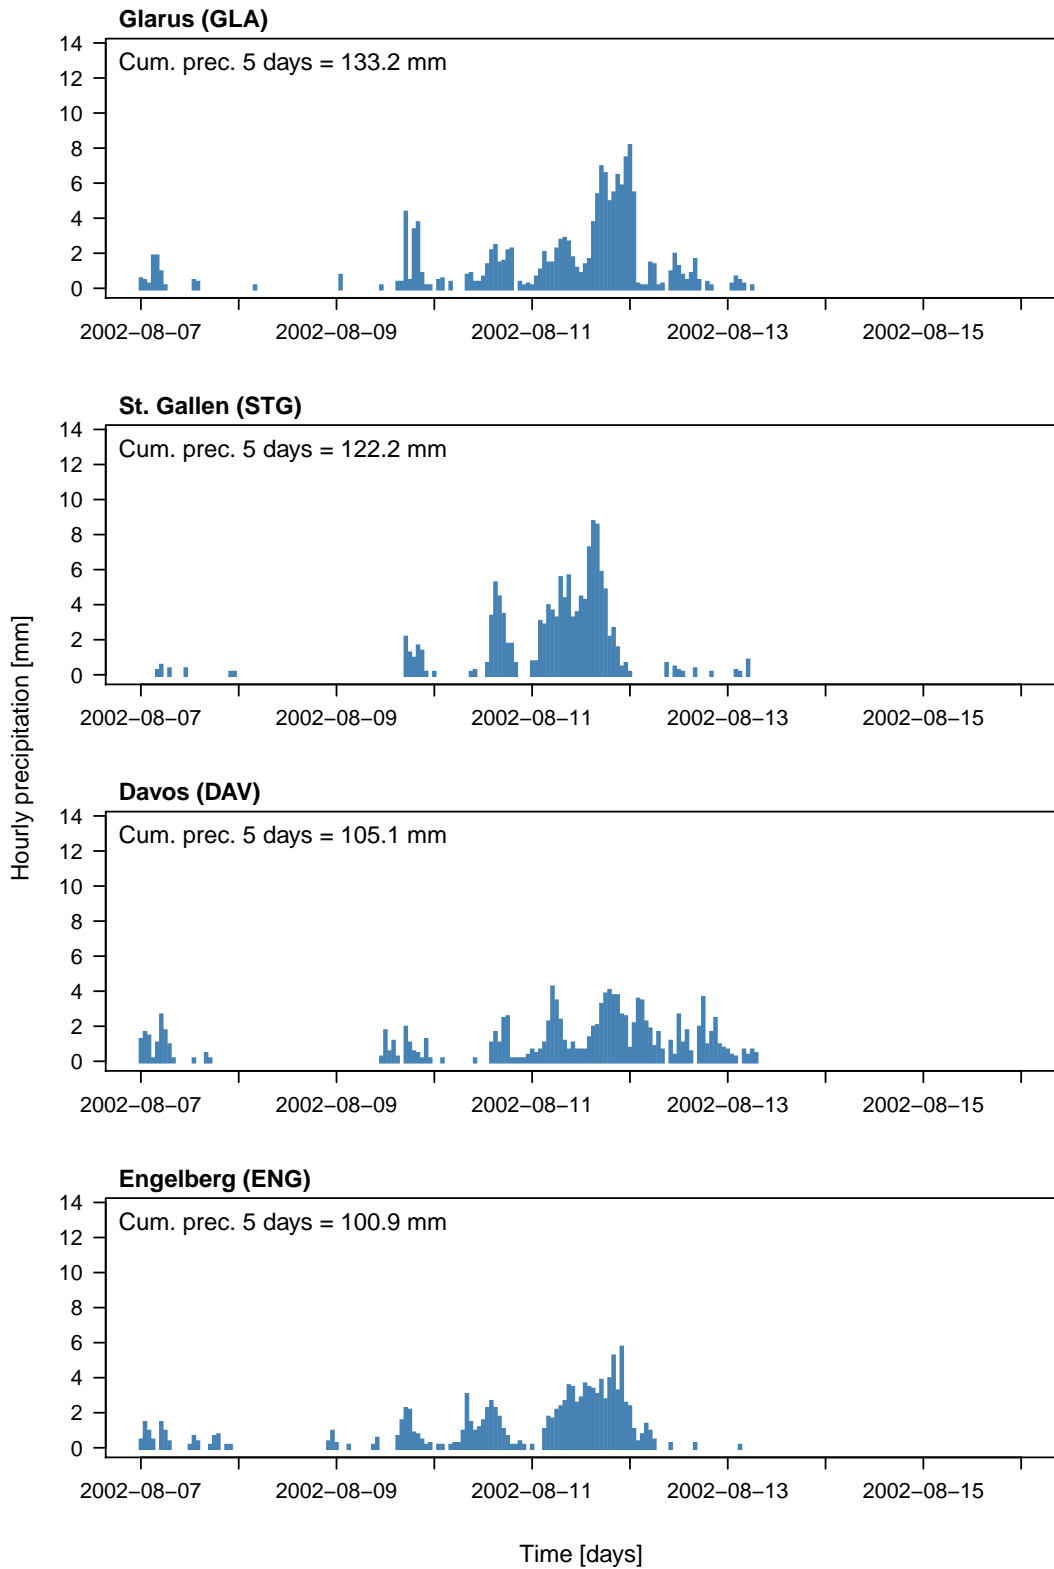 Glarus (GLA)
Cum. prec. 5 days = 133.2 mm
14
12
10
8
6
4
2
0
2002−08−07 2002−08−09 2002−08−11 2002−08−13 2002−08−15
St. Gallen (STG)
Cum. prec. 5 days = 122.2 mm
14
12
10
8
6
4
2
0
2002−08−07 2002−08−09 2002−08−11 2002−08−13 2002−08−15
Hourly precipitation [mm]
Davos (DAV)
Cum. prec. 5 days = 105.1 mm
14
12
10
8
6
4
2
0
2002−08−07 2002−08−09 2002−08−11 2002−08−13 2002−08−15
Engelberg (ENG)
Cum. prec. 5 days = 100.9 mm
14
12
10
8
6
4
2
0
2002−08−07 2002−08−09 2002−08−11 2002−08−13 2002−08−15
Time [days]